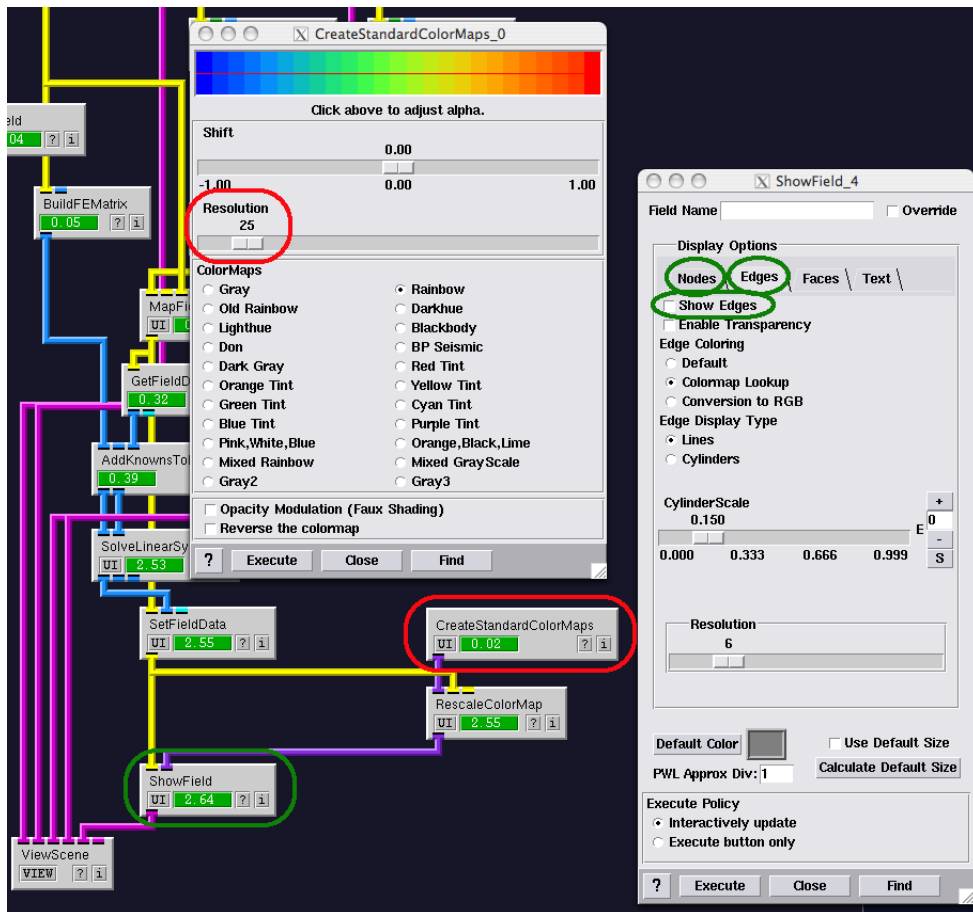 CreateStandardColorMaps_0
Click above to adjust alpha.
Shift
0.00
-1.00 0.00 1.00
Resolution
25
ColorMaps
Gray Rainbow
Old Rainbow Darkhue
Lighthue Blackbody
Don BP Seismic
Dark Gray Red Tint
Orange Tint Yellow Tint
Green Tint Cyan Tint
Blue Tint Purple Tint
Pink,White,Blue Orange,Black,Lime
Mixed Rainbow Mixed GrayScale
Gray2 Gray3
Opacity Modulation (Faux Shading)
Reverse the colormap
? Execute Close Find
eld
04 ? i
BuildFEMatrix
0.05 ? i
MapFi
UI
GetFieldD
0.32
AddKnownsTo
0.39
SolveLinearSy
UI 2.53
SetFieldData
UI 2.55 ? i
CreateStandardColorMaps
UI 0.02 ? i
RescaleColorMap
UI 2.55 ? i
ShowField
UI 2.64 ? i
ViewScene
VIEW ? i
ShowField_4
Field Name Override
Display Options
Nodes Edges Faces Text
Show Edges
Enable Transparency
Edge Coloring
Default
Colormap Lookup
Conversion to RGB
Edge Display Type
Lines
Cylinders
CylinderScale
0.150
0.000 0.333 0.666 0.999
+
E 0
-
S
Resolution
6
Default Color Use Default Size
PWL Approx Div: 1 Calculate Default Size
Execute Policy
Interactively update
Execute button only
? Execute Close Find